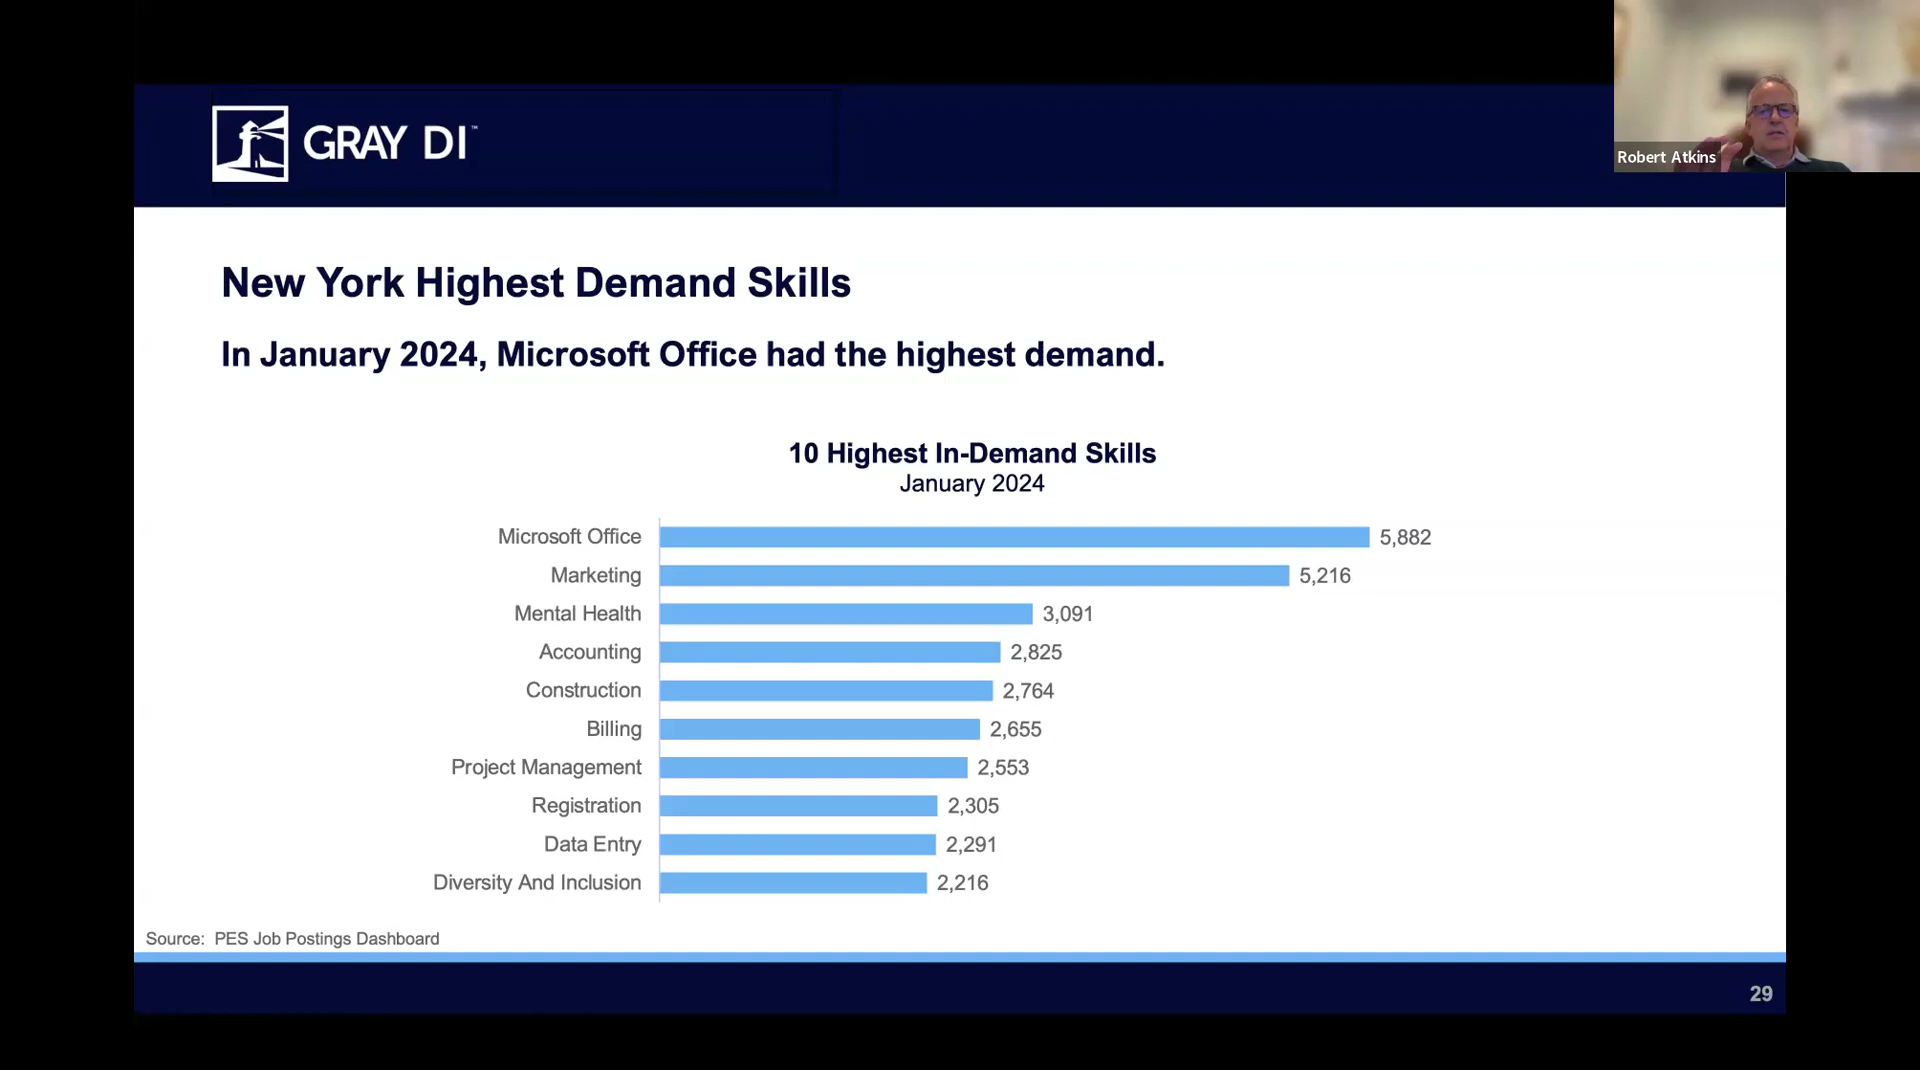 GRAY DI™
Robert Atkins
New York Highest Demand Skills
In January 2024, Microsoft Office had the highest demand.
10 Highest In-Demand Skills
January 2024
Microsoft Office 5,882
Marketing 5,216
Mental Health 3,091
Accounting 2,825
Construction 2,764
Billing 2,655
Project Management 2,553
Registration 2,305
Data Entry 2,291
Diversity And Inclusion 2,216
Source: PES Job Postings Dashboard
29